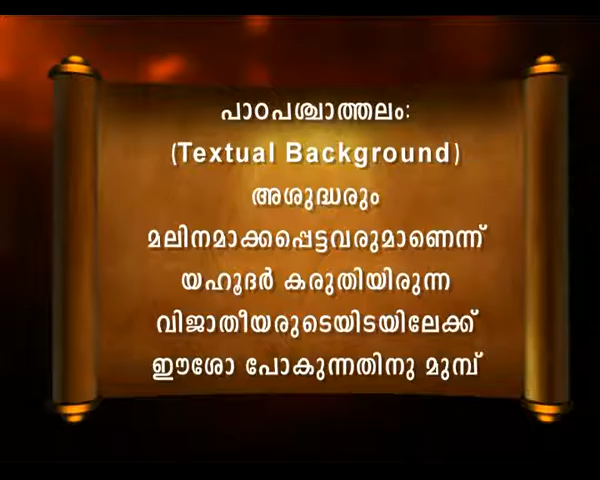 പാഠപശ്ചാത്തലം:
(Textual Background)
അശുദ്ധരും
മലിനമാക്കപ്പെട്ടവരുമാണെന്ന്
യഹൂദർ കരുതിയിരുന്ന
വിജാതീയരുടെയിടയിലേക്ക്
ഈശോ പോകുന്നതിനു മുമ്പ്